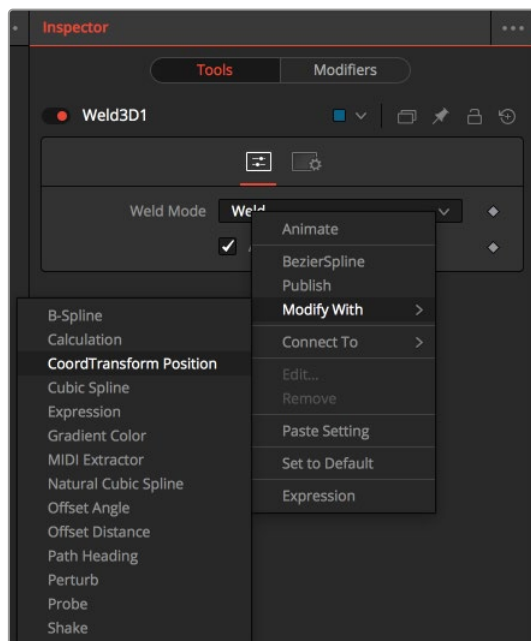 Inspector
Tools Modifiers
Weld3D1
Weld Mode Weld
Animate
BezierSpline
Publish
Modify With
Connect To
Edit...
Remove
Paste Setting
Set to Default
Expression
B-Spline
Calculation
CoordTransform Position
Cubic Spline
Expression
Gradient Color
MIDI Extractor
Natural Cubic Spline
Offset Angle
Offset Distance
Path Heading
Perturb
Probe
Shake